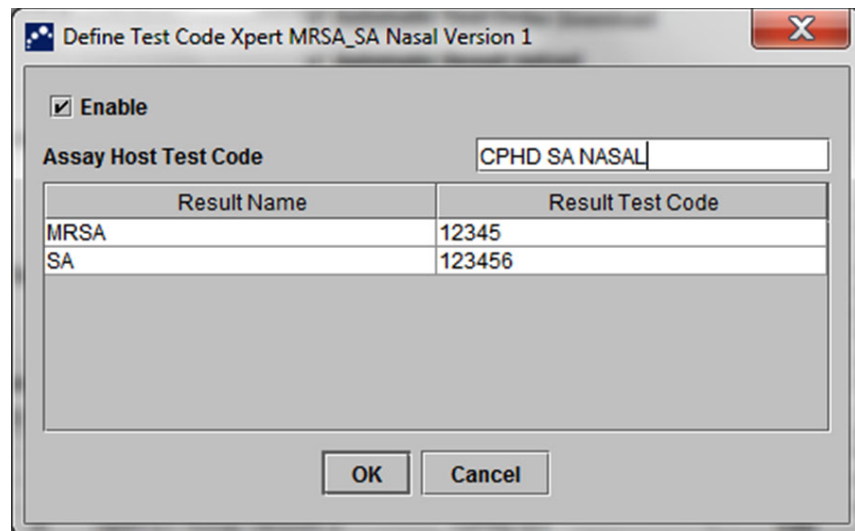 Define Test Code Xpert MRSA_SA Nasal Version 1
Enable
Assay Host Test Code CPHD SA NASAL
Result Name Result Test Code
MRSA 12345
SA 123456
OK Cancel